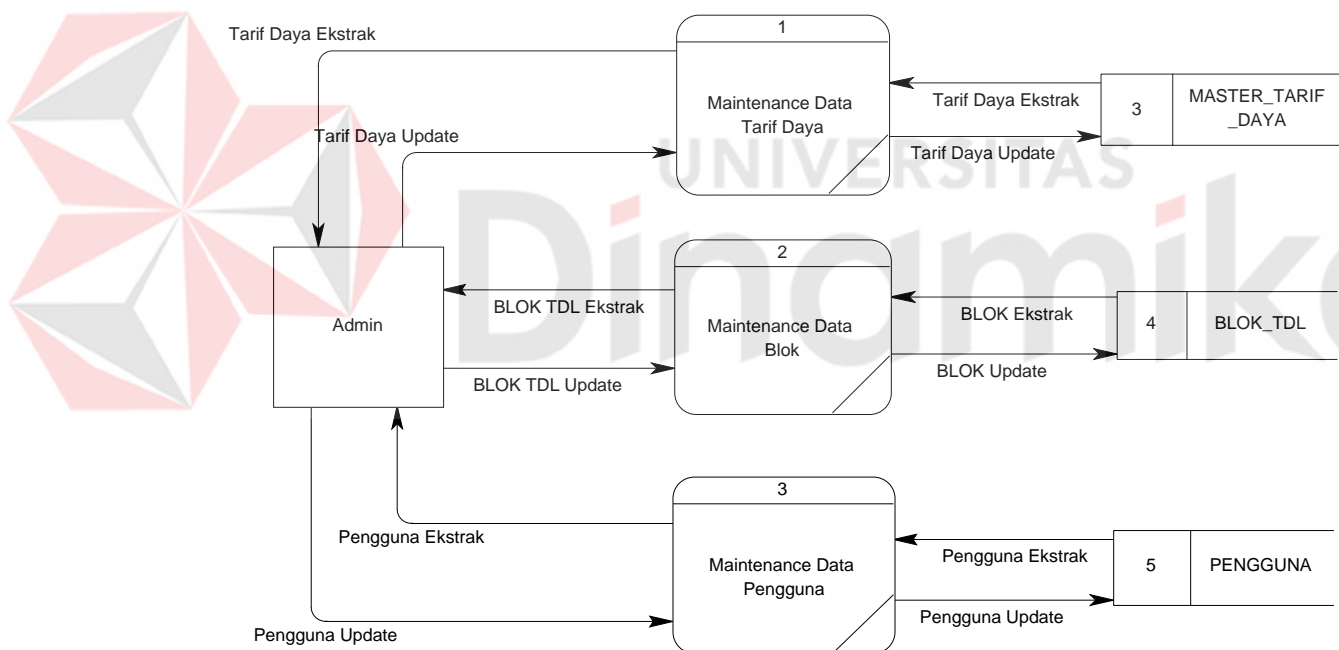 1
Tarif Daya Ekstrak
Maintenance Data
Tarif Daya
Tarif Daya Ekstrak
3
MASTER_TARIF
_DAYA
Tarif Daya Update
Tarif Daya Update
UNIVERSITAS
Dinamika
2
Admin
BLOK TDL Ekstrak
Maintenance Data
Blok
BLOK Ekstrak
4
BLOK_TDL
BLOK TDL Update
BLOK Update
3
Pengguna Ekstrak
Maintenance Data
Pengguna
Pengguna Ekstrak
5
PENGGUNA
Pengguna Update
Pengguna Update